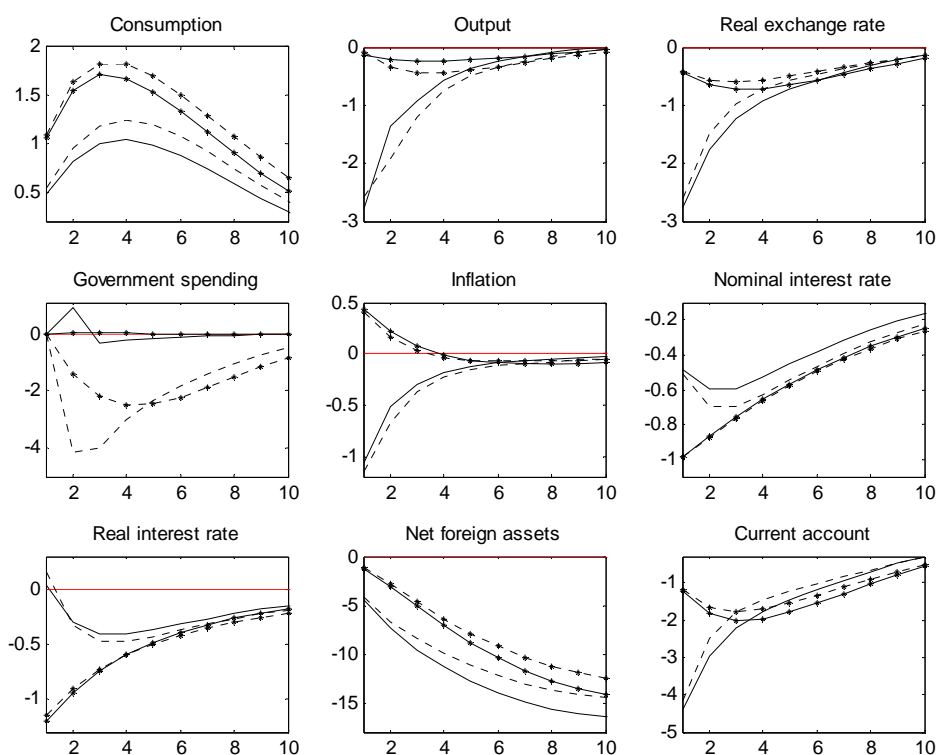 Consumption
2
1.5
1
0.5
2 4 6 8 10
Output
0
-1
-2
-3
2 4 6 8 10
Real exchange rate
0
-1
-2
-3
2 4 6 8 10
Government spending
0
-2
-4
2 4 6 8 10
Inflation
0.5
0
-0.5
-1
2 4 6 8 10
Nominal interest rate
-0.2
-0.4
-0.6
-0.8
-1
2 4 6 8 10
Real interest rate
0
-0.5
-1
2 4 6 8 10
Net foreign assets
0
-5
-10
-15
2 4 6 8 10
Current account
-1
-2
-3
-4
-5
2 4 6 8 10